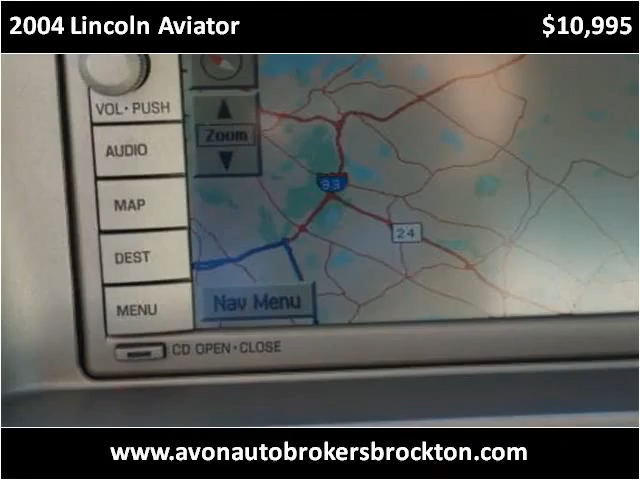 2004 Lincoln Aviator $10,995
VOL•PUSH
AUDIO
Zoom
MAP
93
24
DEST
MENU
Nav Menu
CD OPEN•CLOSE
www.avonautobrokersbrockton.com